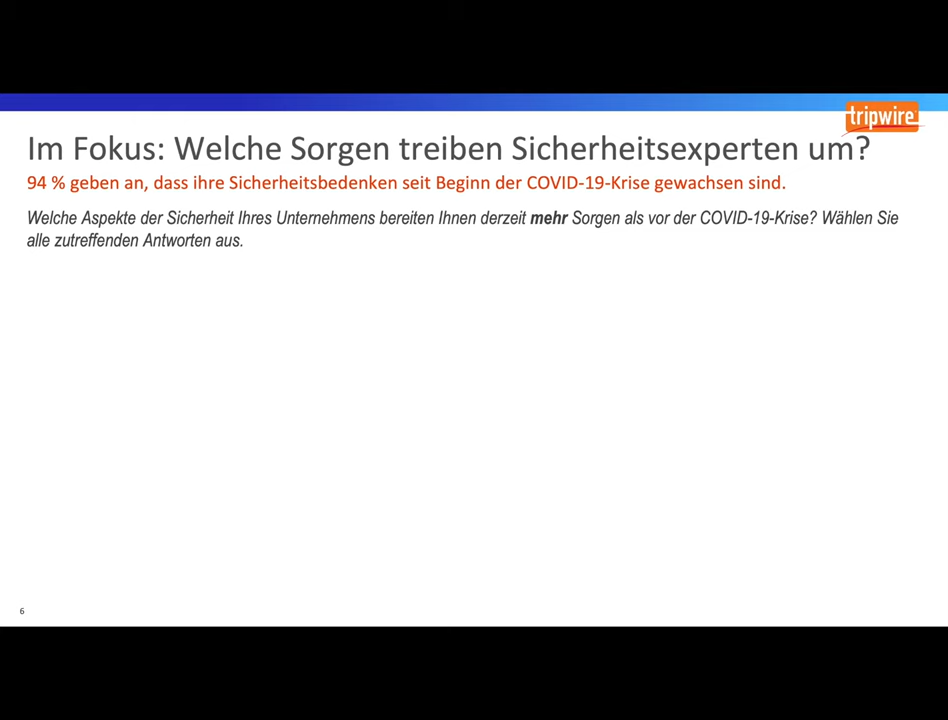 tripwire
Im Fokus: Welche Sorgen treiben Sicherheitsexperten um?
94 % geben an, dass ihre Sicherheitsbedenken seit Beginn der COVID-19-Krise gewachsen sind.
Welche Aspekte der Sicherheit Ihres Unternehmens bereiten Ihnen derzeit mehr Sorgen als vor der COVID-19-Krise? Wählen Sie
alle zutreffenden Antworten aus.
6